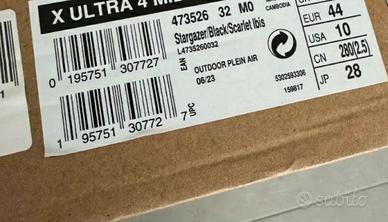 X ULTRA 4 MID
473526 32 M0
Stargazer/Black/Scarlet Ibis
L4735260032
CAMBODIA
EUR 44
USA 10
CN 280(2.5)
JP 28
EAN
0 195751 307727
OUTDOOR PLEIN AIR
06/23
5302593306
159817
1 95751 30772 7 UPC
subito